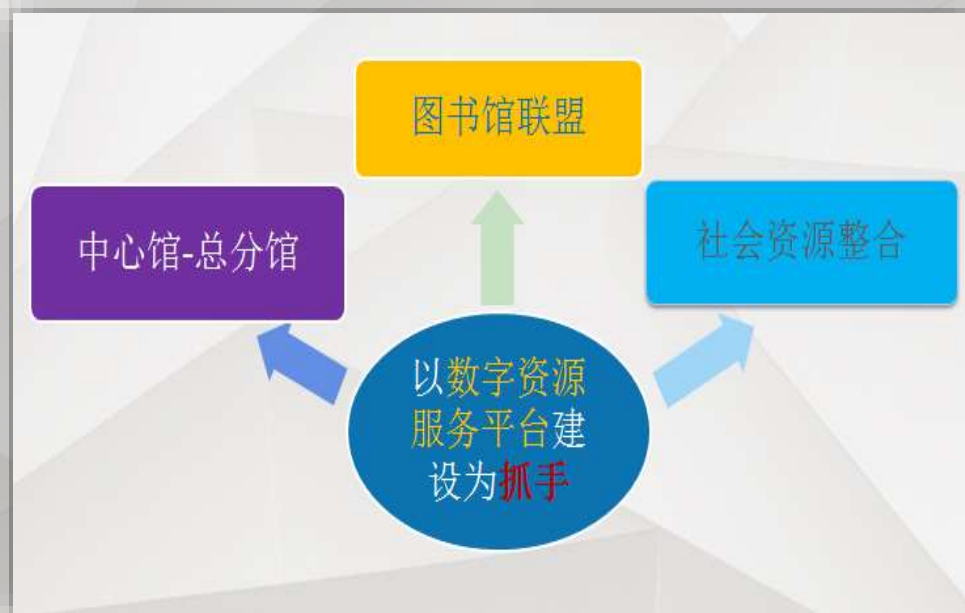 图书馆联盟
中心馆-总分馆
社会资源整合
以数字资源
服务平台建
设为抓手